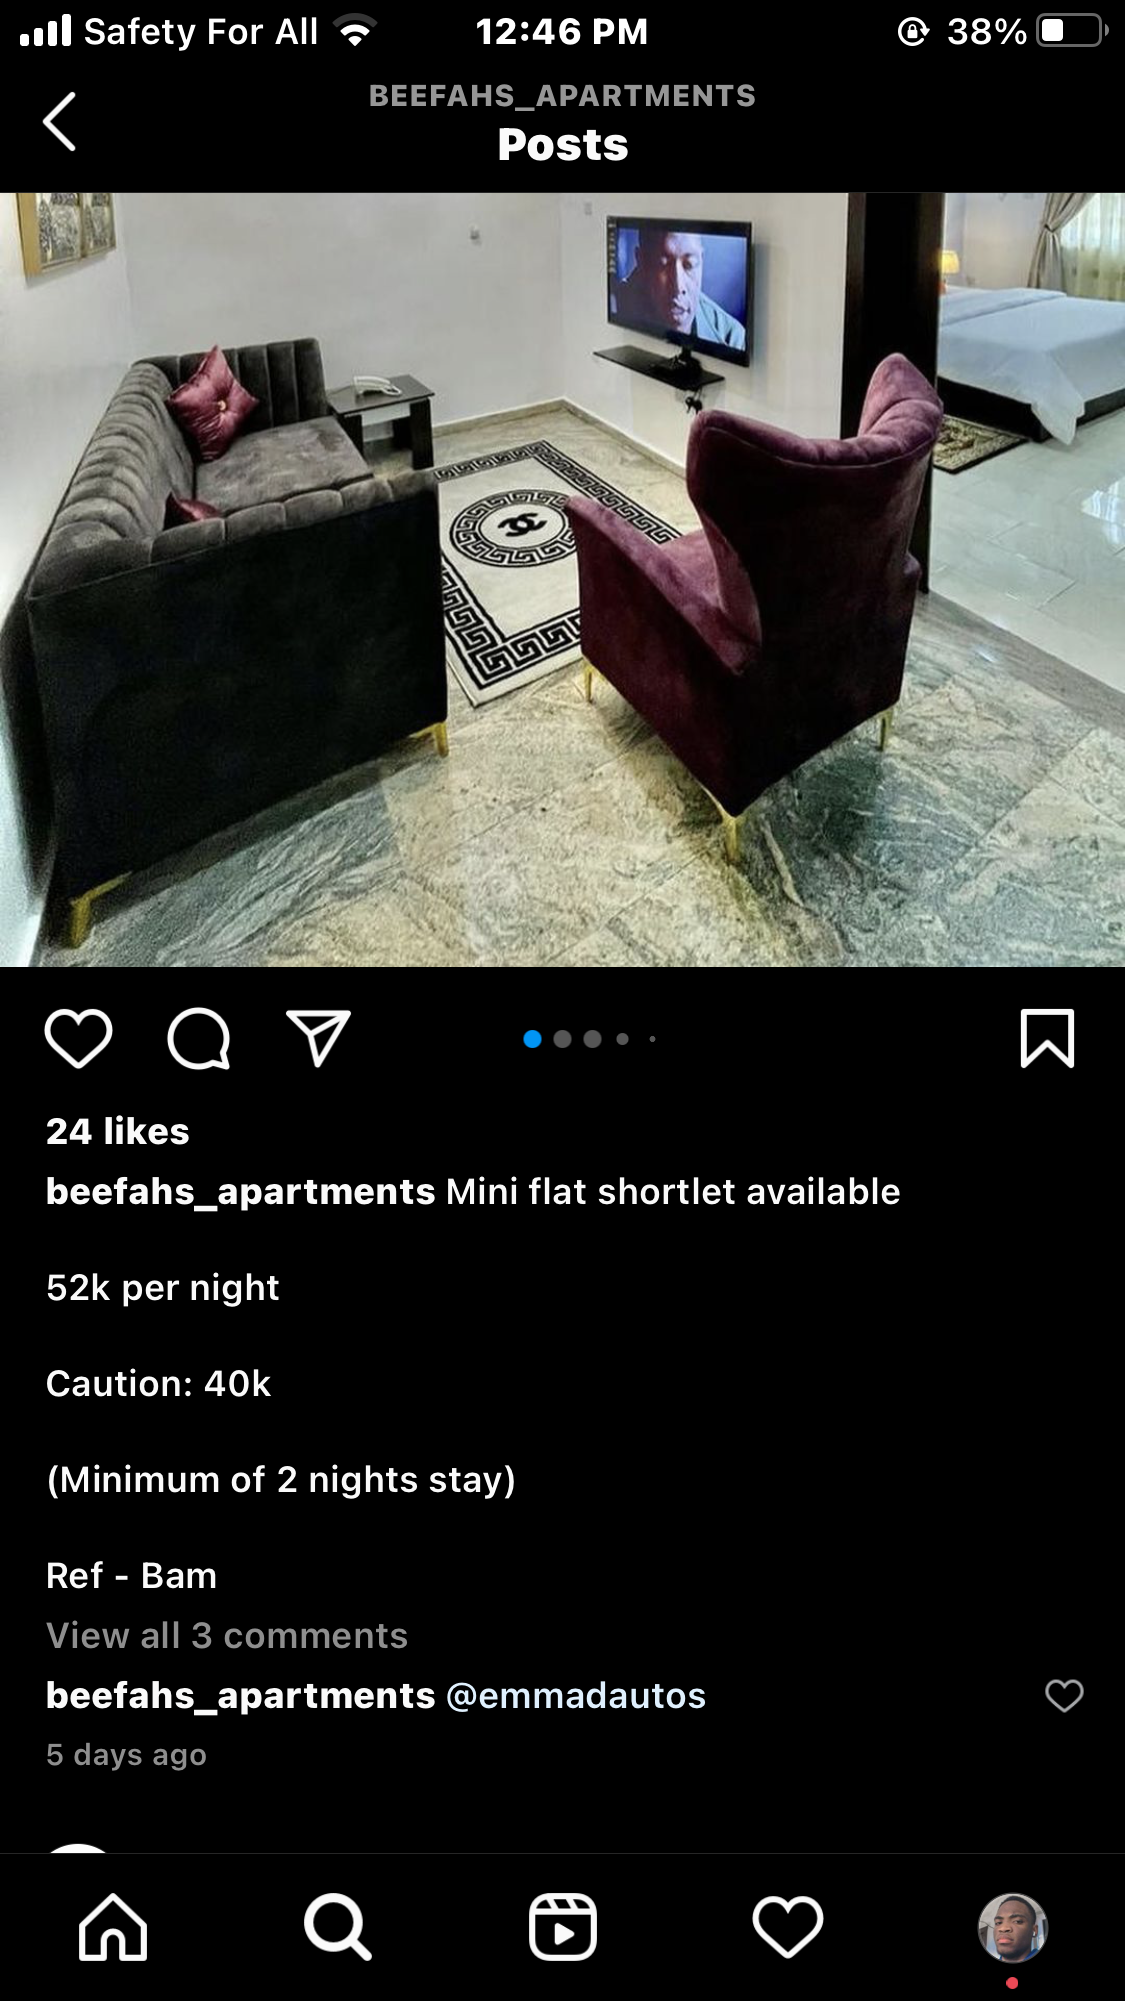 Safety For All 12:46 PM 38%
BEEFAHS_APARTMENTS
Posts
24 likes
beefahs_apartments Mini flat shortlet available
52k per night
Caution: 40k
(Minimum of 2 nights stay)
Ref - Bam
View all 3 comments
beefahs_apartments @emmadautos
5 days ago